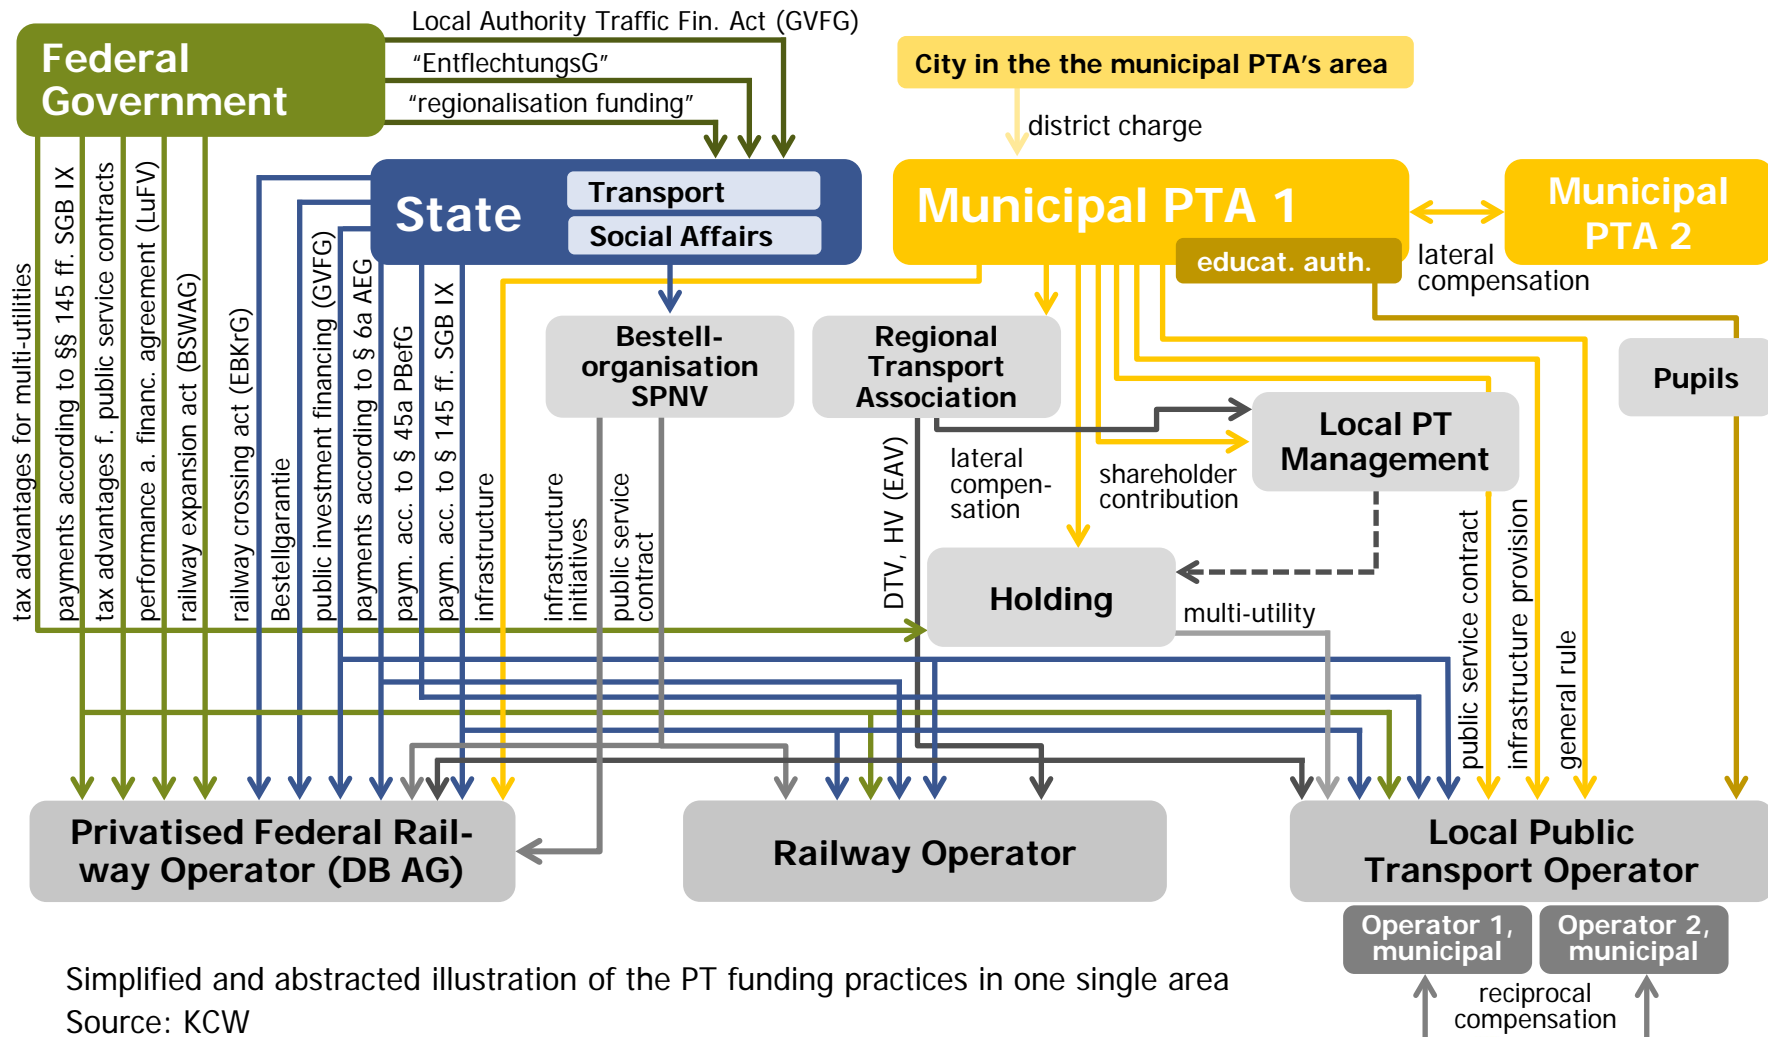 Local Authority Traffic Fin. Act (GVFG)
Federal
Government
“EntflechtungsG”
“regionalisation funding”
City in the the municipal PTA's area
district charge
State
Transport
Social Affairs
Municipal PTA 1
educat. auth.
Municipal
PTA 2
lateral
compensation
tax advantages for multi-utilities
payments according to §§ 145 ff. SGB IX
tax advantages f. public service contracts
performance a. financ. agreement (LuFV)
railway expansion act (BSWAG)
railway crossing act (EBKrG)
Bestellgarantie
public investment financing (GVFG)
payments according to § 6a AEG
paym. acc. to § 45a PBefG
paym. acc. to § 145 ff. SGB IX
infrastructure
Bestell-
organisation
SPNV
Regional
Transport
Association
Pupils
Local PT
Management
infrastructure
initiatives
public service
contract
DTV, HV (EAV)
lateral
compen-
sation
shareholder
contribution
Holding
multi-utility
public service contract
infrastructure provision
general rule
Privatised Federal Rail-
way Operator (DB AG)
Railway Operator
Local Public
Transport Operator
Operator 1,
municipal
Operator 2,
municipal
reciprocal
compensation
Simplified and abstracted illustration of the PT funding practices in one single area
Source: KCW